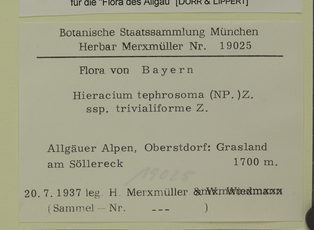 für die "Flora des Allgäu" [DÖRR & LIPPERT]
Botanische Staatssammlung München
Herbar Merxmüller Nr. 19025
Flora von Bayern
Hieracium tephrosoma (NP.)Z.
ssp. trivialiforme Z.
Allgäuer Alpen, Oberstdorf: Grasland
am Söllereck 1700 m.
19025
20.7.1937 leg. H. Merxmüller
(Sammel - Nr. --- )